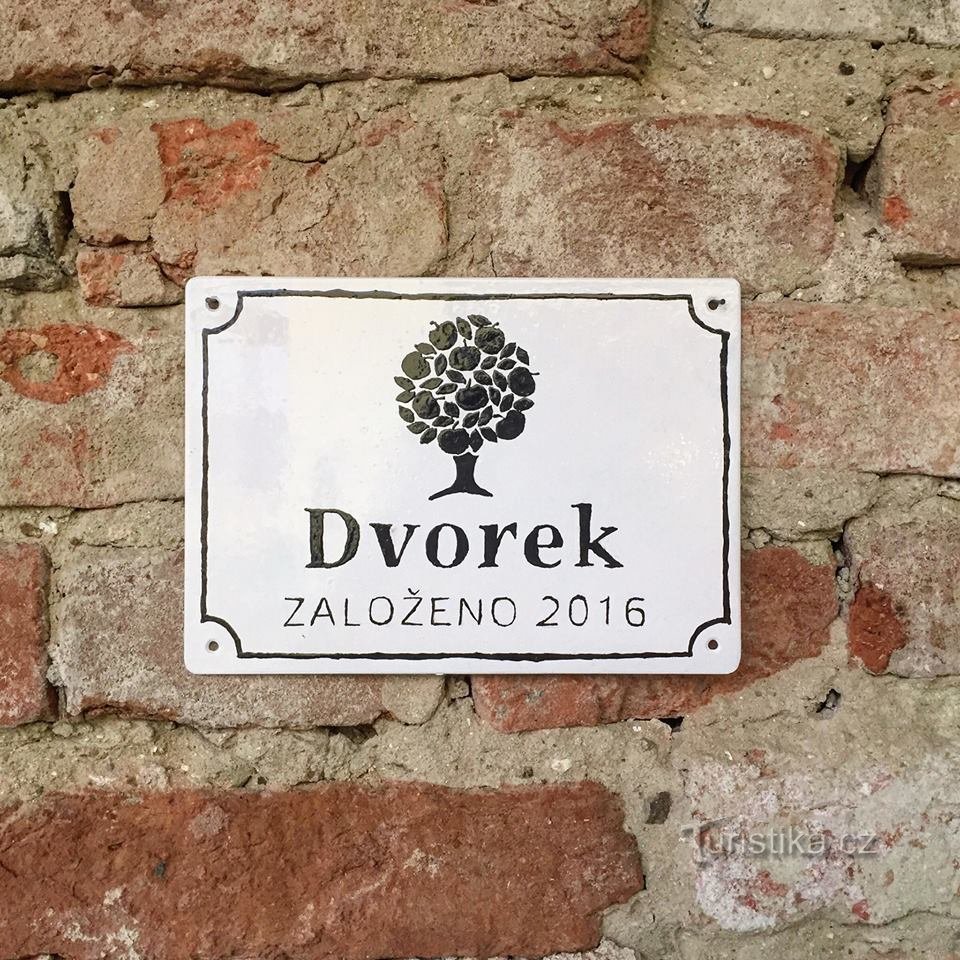 Dvorek
ZALOŽENO 2016
Turistika.cz